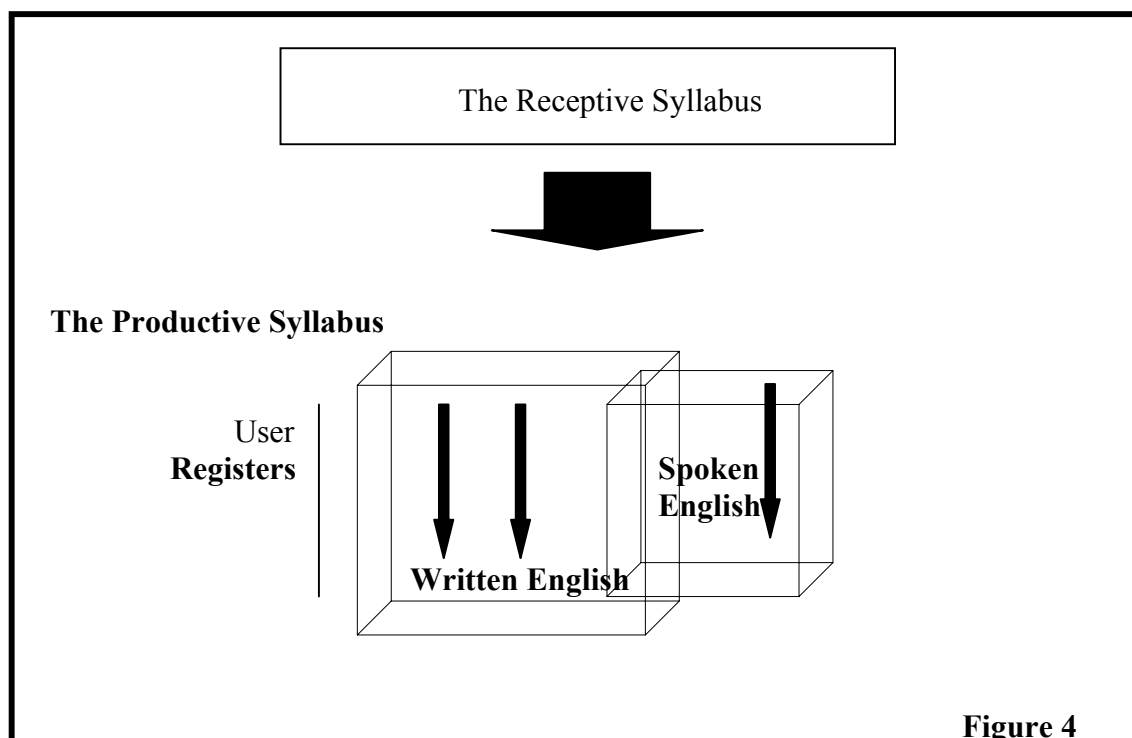 The Receptive Syllabus
The Productive Syllabus
User
Registers
Spoken
English
Written English
Figure 4